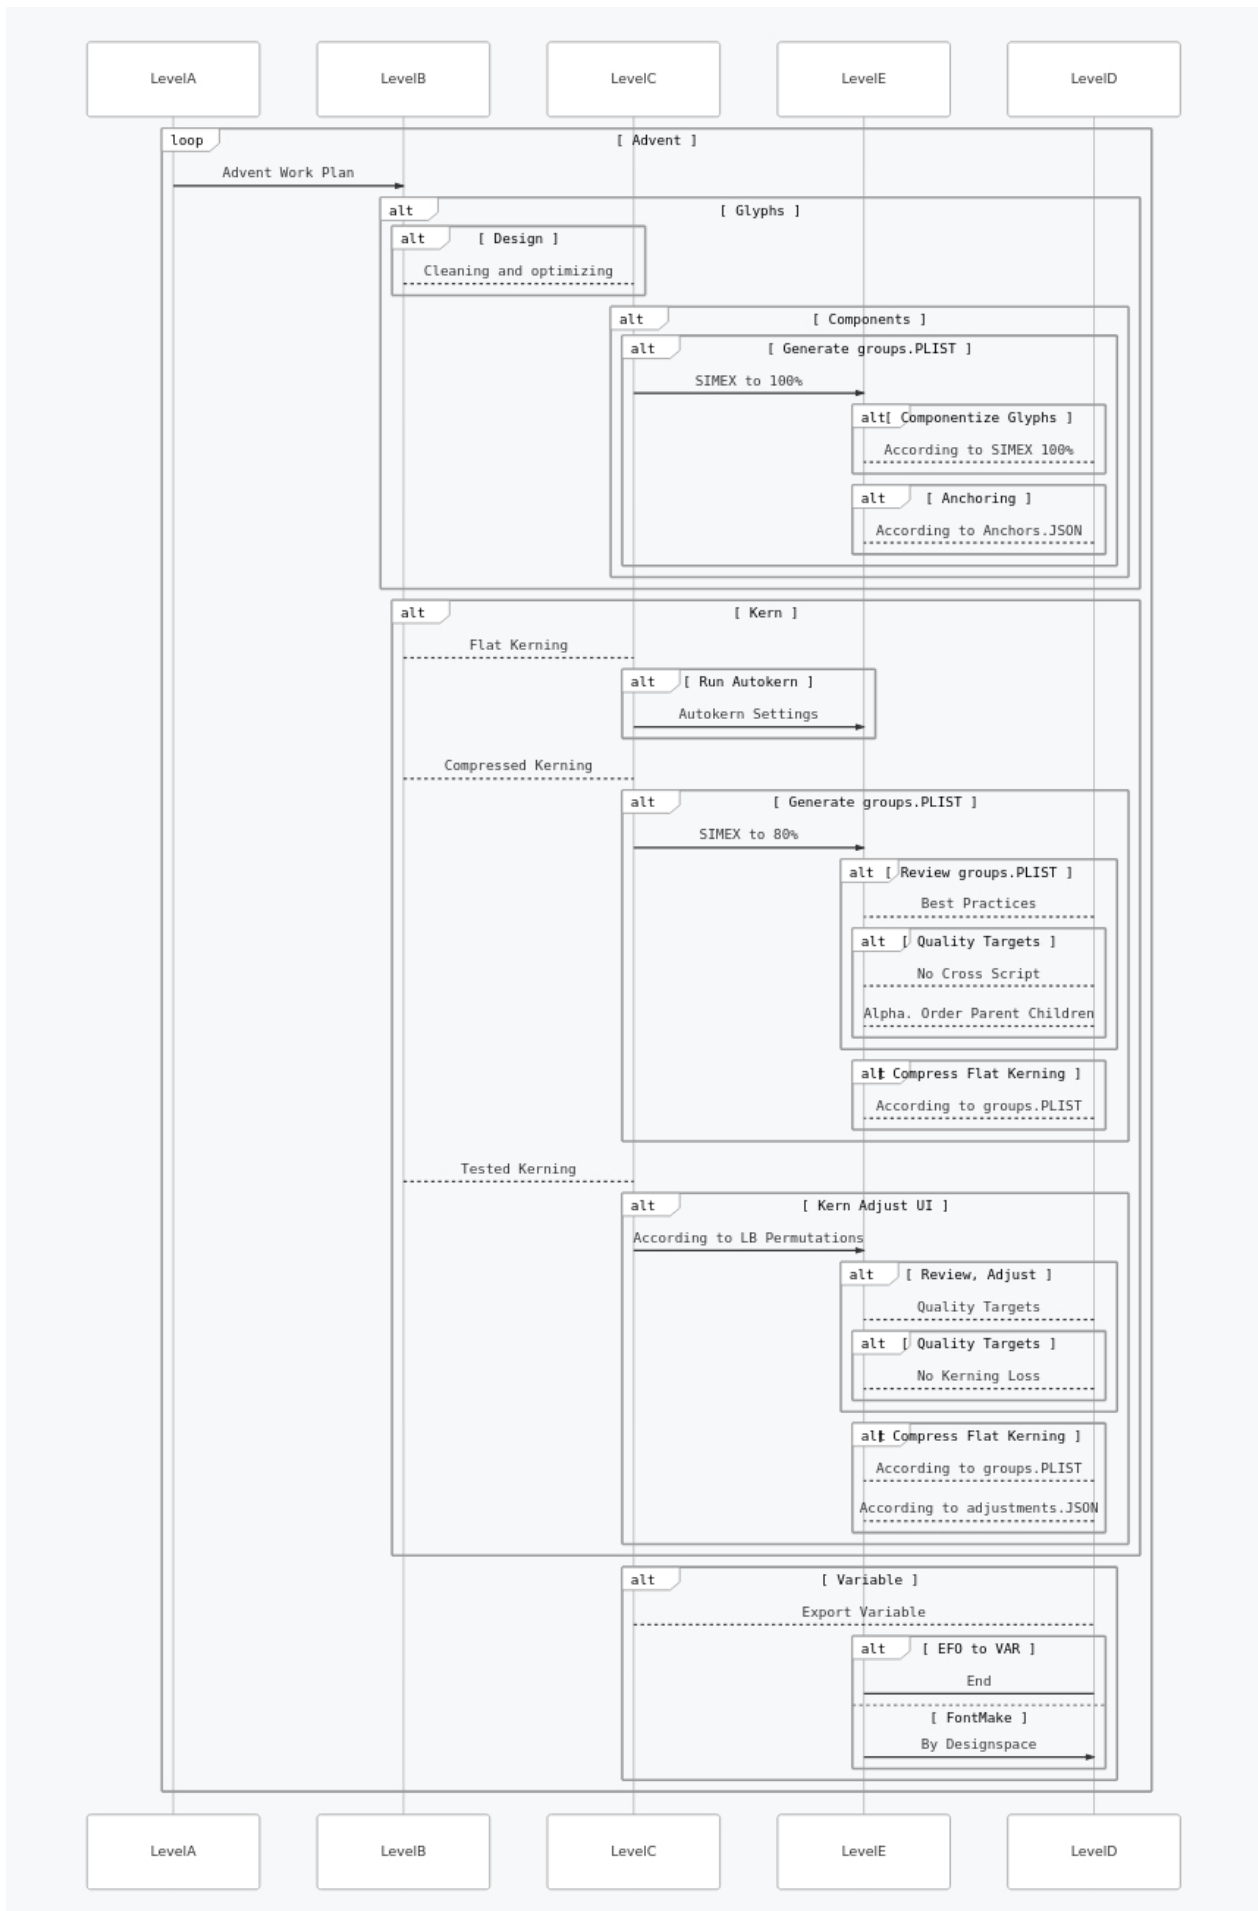 LevelA LevelB LevelC LevelE LevelD
loop [ Advent ]
Advent Work Plan
alt [ Glyphs ]
alt [ Design ]
Cleaning and optimizing
alt [ Components ]
alt [ Generate groups.PLIST ]
SIMEX to 100%
alt [ Componentize Glyphs ]
According to SIMEX 100%
alt [ Anchoring ]
According to Anchors.JSON
alt [ Kern ]
Flat Kerning
alt [ Run Autokern ]
Autokern Settings
Compressed Kerning
alt [ Generate groups.PLIST ]
SIMEX to 80%
alt [ Review groups.PLIST ]
Best Practices
alt [ Quality Targets ]
No Cross Script
Alpha. Order Parent Children
alt [ Compress Flat Kerning ]
According to groups.PLIST
Tested Kerning
alt [ Kern Adjust UI ]
According to LB Permutations
alt [ Review, Adjust ]
Quality Targets
alt [ Quality Targets ]
No Kerning Loss
alt [ Compress Flat Kerning ]
According to groups.PLIST
According to adjustments.JSON
alt [ Variable ]
Export Variable
alt [ EFO to VAR ]
End
[ FontMake ]
By Designspace
LevelA LevelB LevelC LevelE LevelD